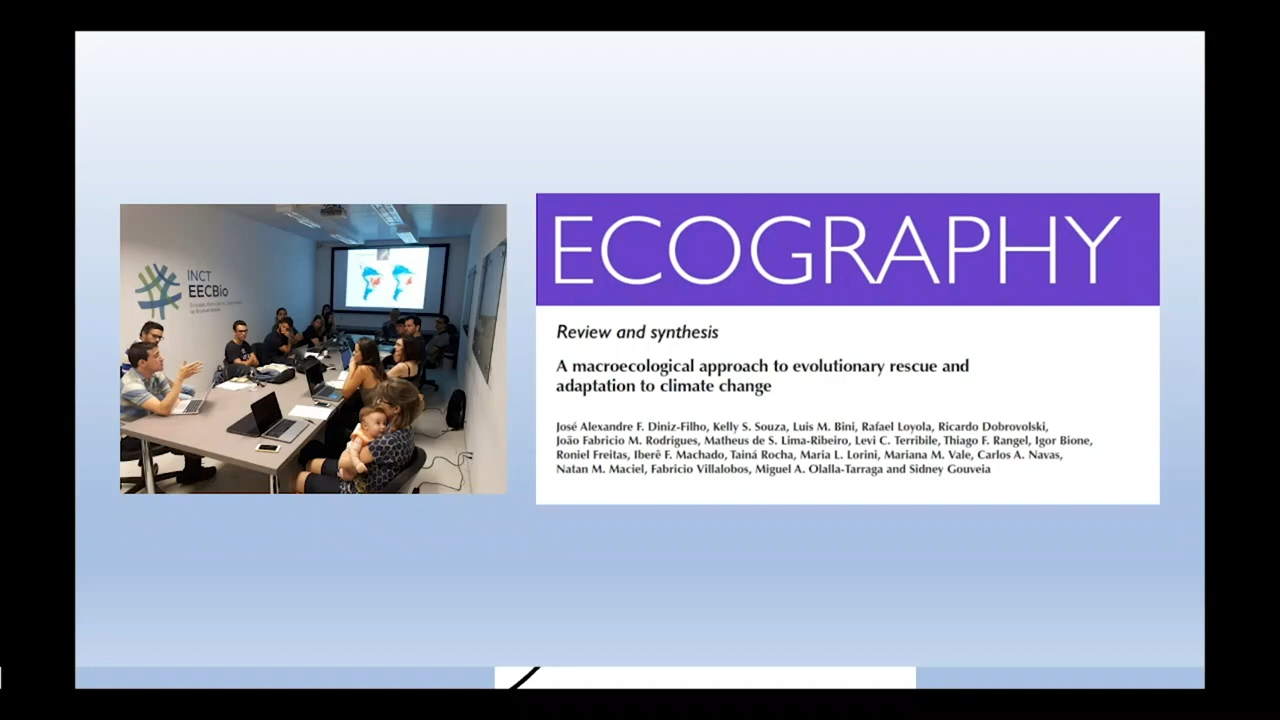 INCT
EECBio
ECOGRAPHY
Review and synthesis
A macroecological approach to evolutionary rescue and
adaptation to climate change
José Alexandre F. Diniz-Filho, Kelly S. Souza, Luis M. Bini, Rafael Loyola, Ricardo Dobrovolski,
João Fabricio M. Rodrigues, Matheus de S. Lima-Ribeiro, Levi C. Terribile, Thiago F. Rangel, Igor Bione,
Roniel Freitas, Iberê F. Machado, Tainá Rocha, Maria L. Lorini, Mariana M. Vale, Carlos A. Navas,
Natan M. Maciel, Fabricio Villalobos, Miguel A. Olalla-Tarraga and Sidney Gouveia